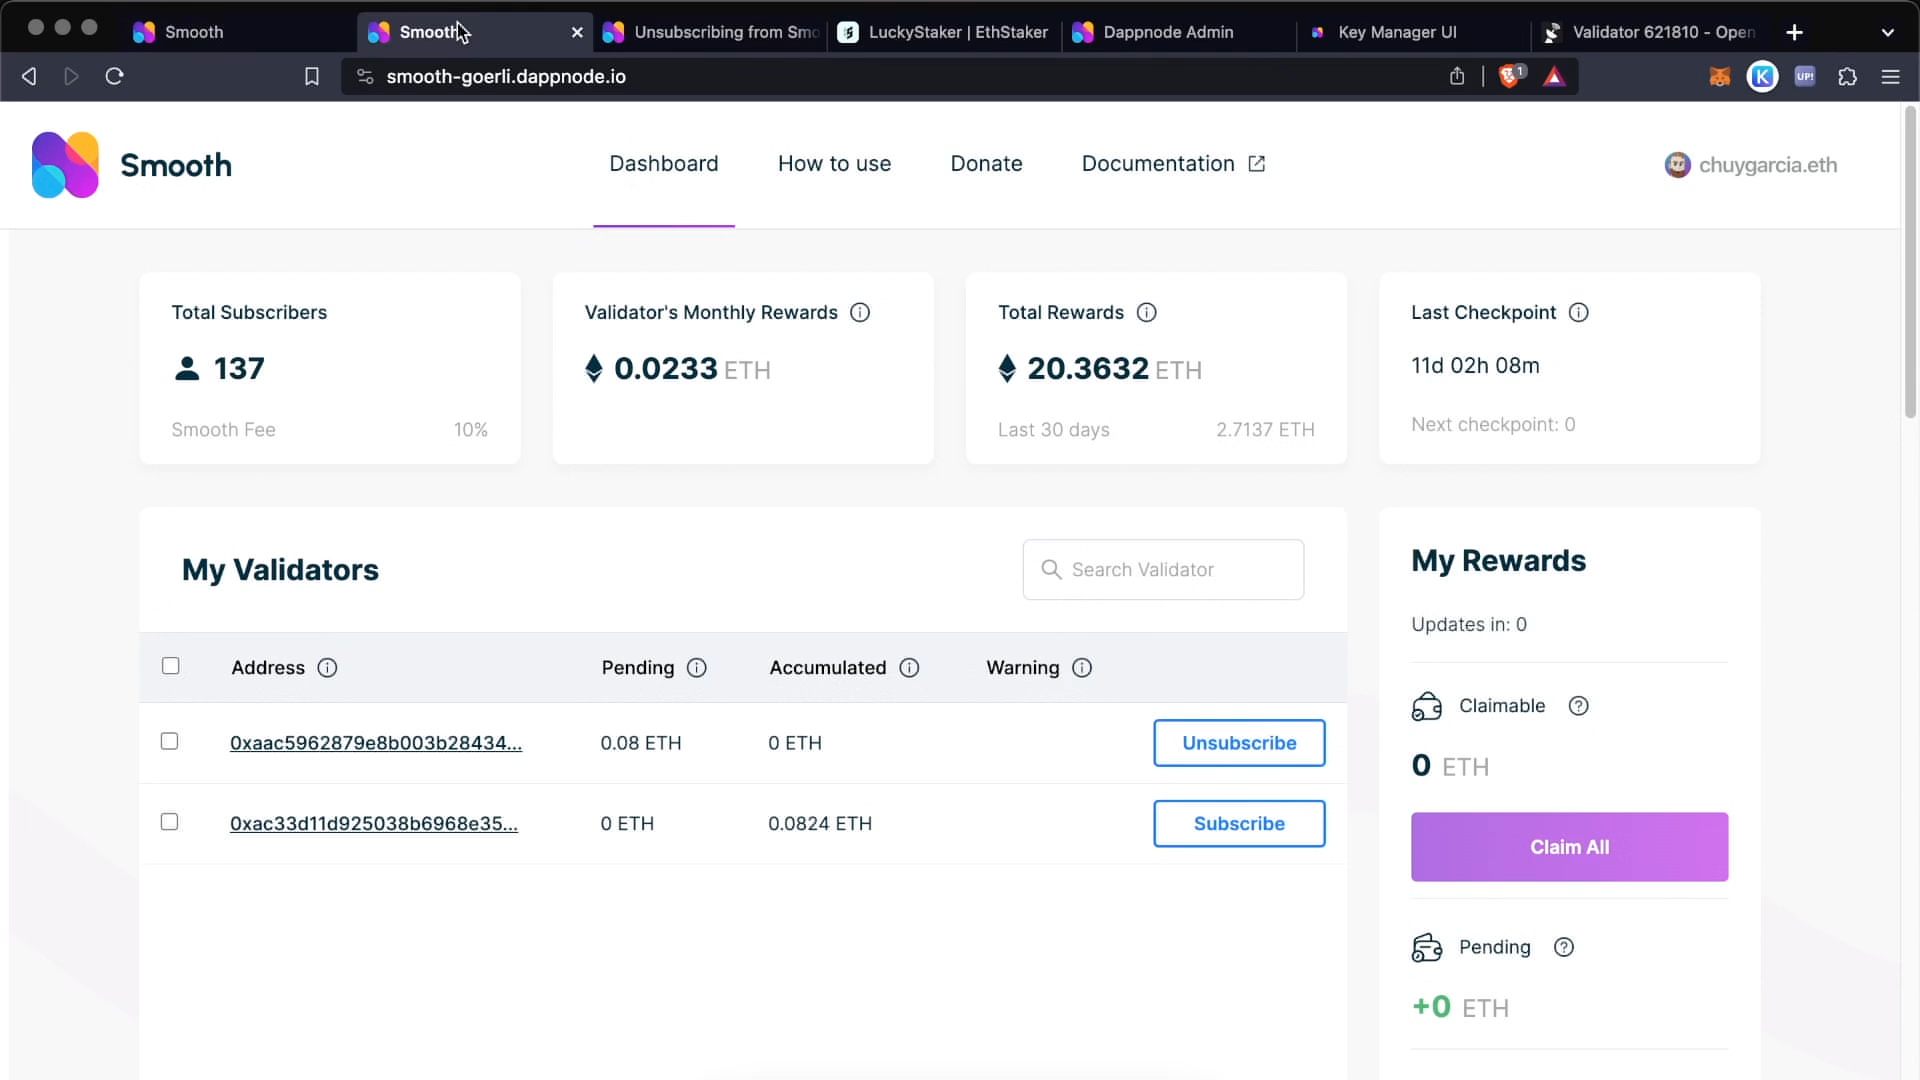 Smooth
Smooth
Unsubscribing from Smo
LuckyStaker | EthStaker
Dappnode Admin
Key Manager UI
Validator 621810 - Open
smooth-goerli.dappnode.io
1
K
UP!
Smooth
Dashboard
How to use
Donate
Documentation
chuygarcia.eth
Total Subscribers
137
Smooth Fee 10%
Validator's Monthly Rewards
0.0233 ETH
Total Rewards
20.3632 ETH
Last 30 days 2.7137 ETH
Last Checkpoint
11d 02h 08m
Next checkpoint: 0
My Validators
Search Validator
Address Pending Accumulated Warning
0xaac5962879e8b003b28434... 0.08 ETH 0 ETH Unsubscribe
0xac33d11d925038b6968e35... 0 ETH 0.0824 ETH Subscribe
My Rewards
Updates in: 0
Claimable
0 ETH
Claim All
Pending
+0 ETH